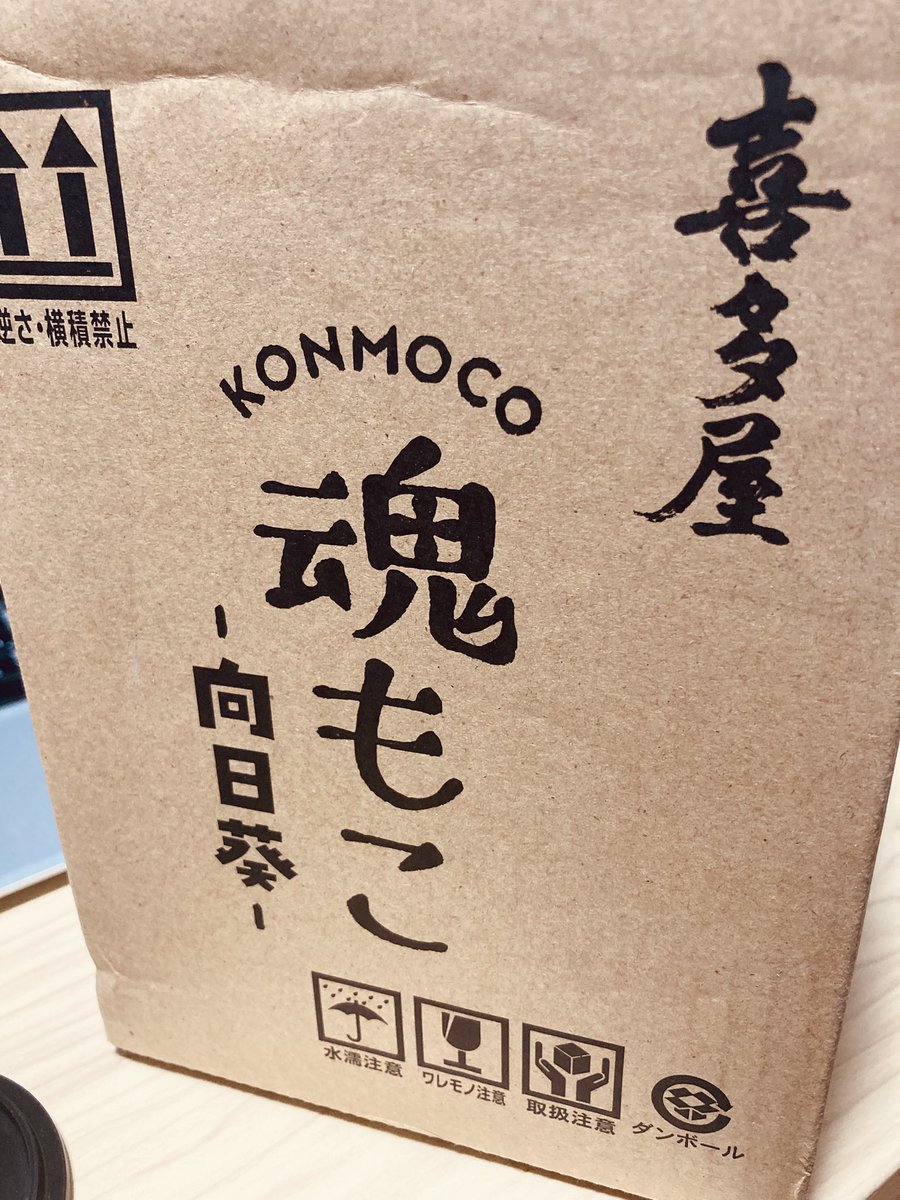 喜多屋
逆さ・横積禁止
KONMOCO
魂もこ
-向日葵-
水濡注意
ワレモノ注意
取扱注意
ダンボール